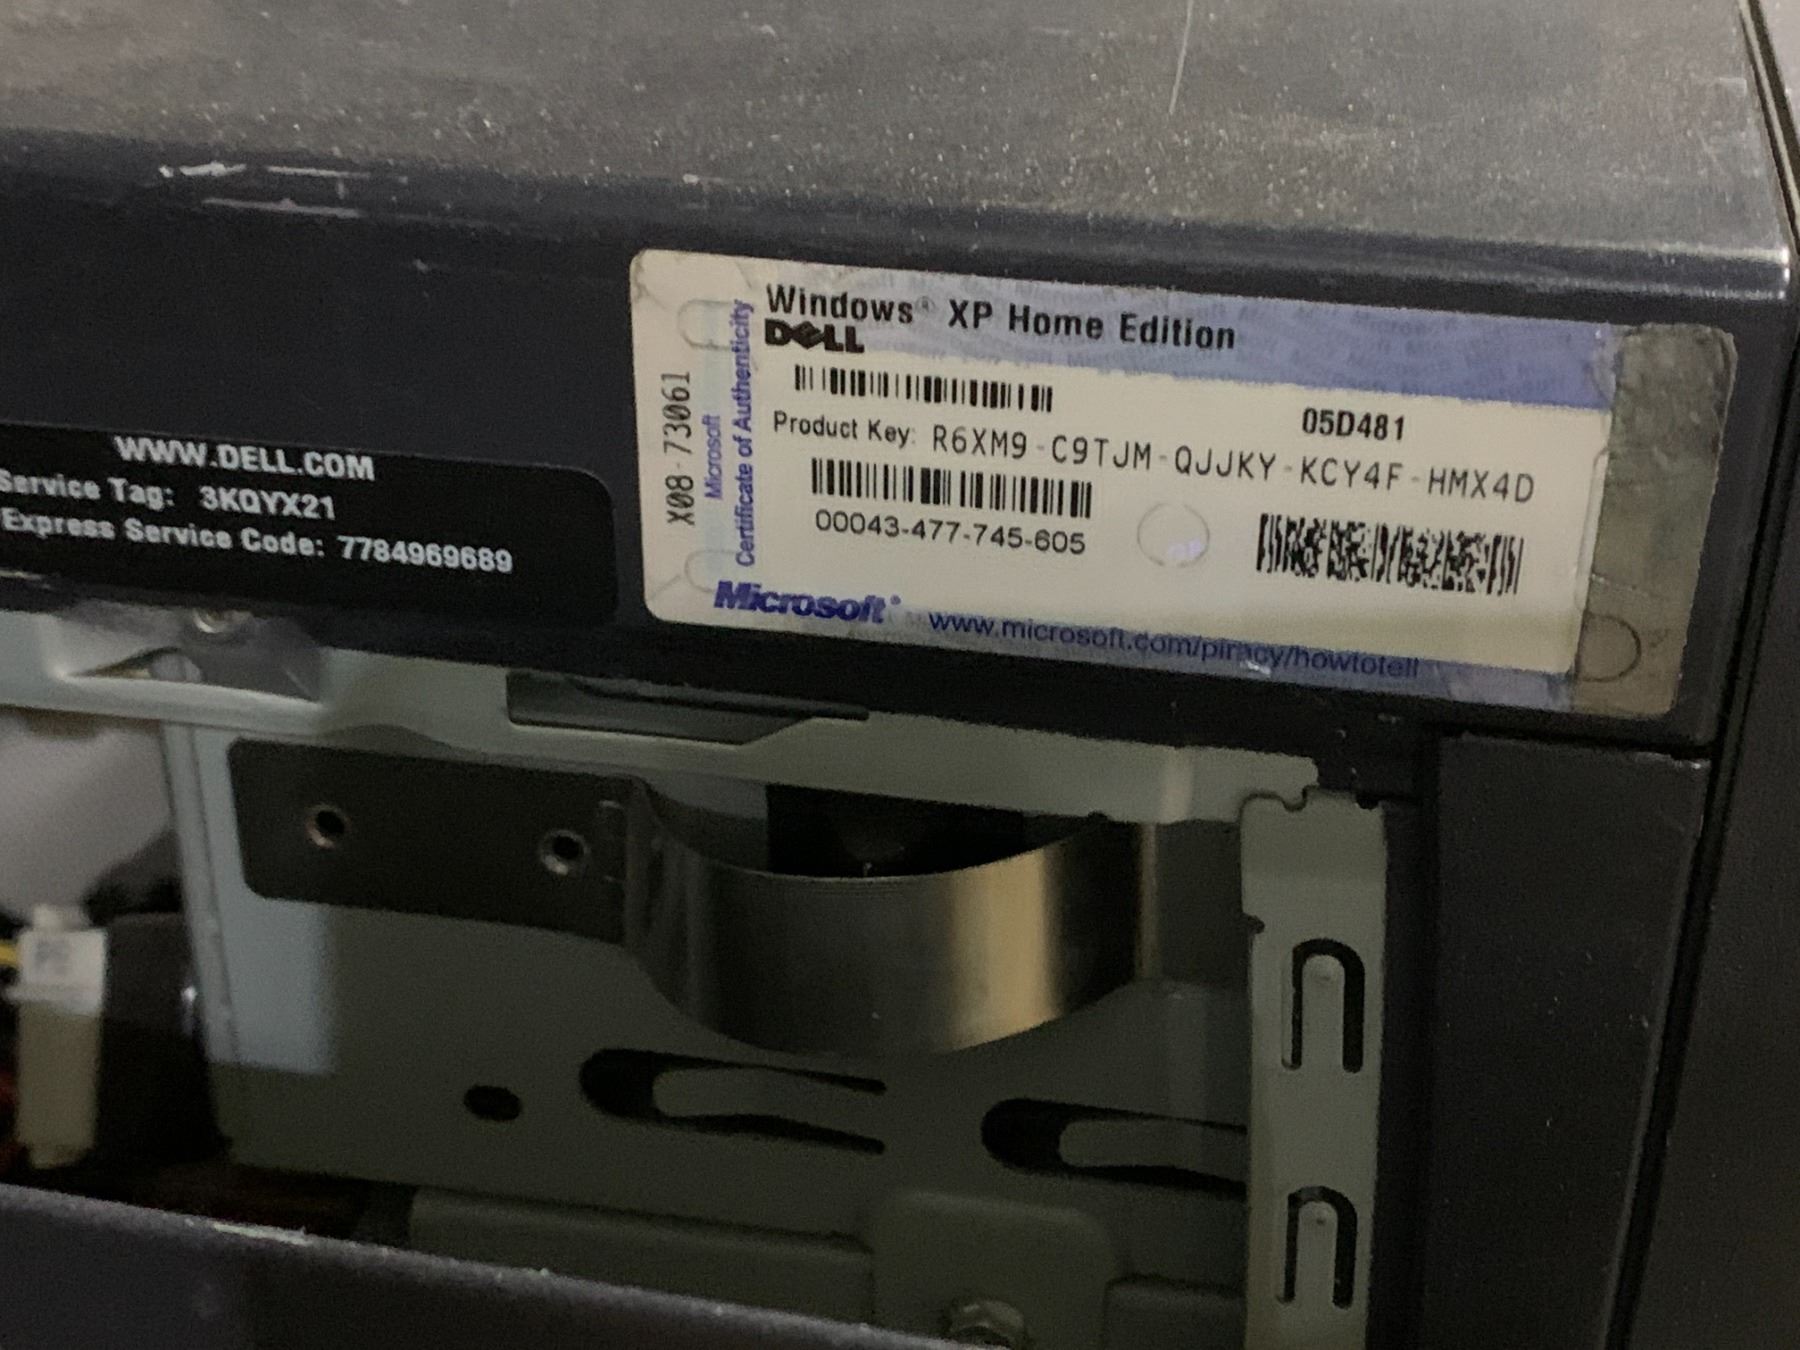 WWW.DELL.COM
Service Tag: 3KQYX21
Express Service Code: 7784969689
X08-73061
Microsoft
Certificate of Authenticity
Windows® XP Home Edition
DELL
05D481
Product Key: R6XM9-C9TJM-QJJKY-KCY4F-HMX4D
00043-477-745-605
Microsoft®
www.microsoft.com/piracy/howtotell